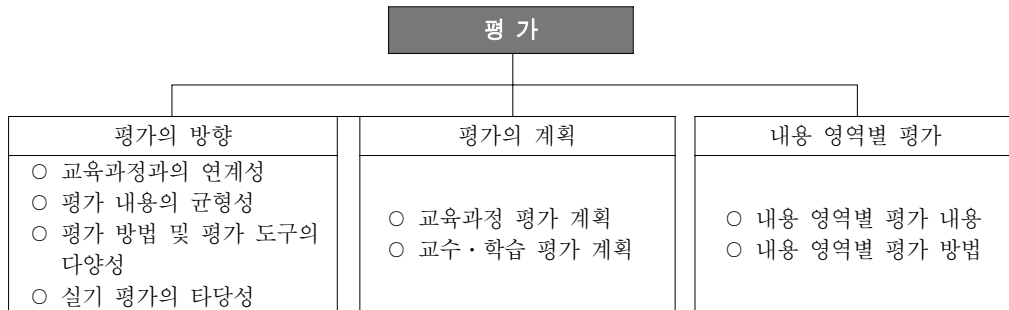 평 가
평가의 방향
○ 교육과정과의 연계성
○ 평가 내용의 균형성
○ 평가 방법 및 평가 도구의
다양성
○ 실기 평가의 타당성
평가의 계획
○ 교육과정 평가 계획
○ 교수・학습 평가 계획
내용 영역별 평가
○ 내용 영역별 평가 내용
○ 내용 영역별 평가 방법